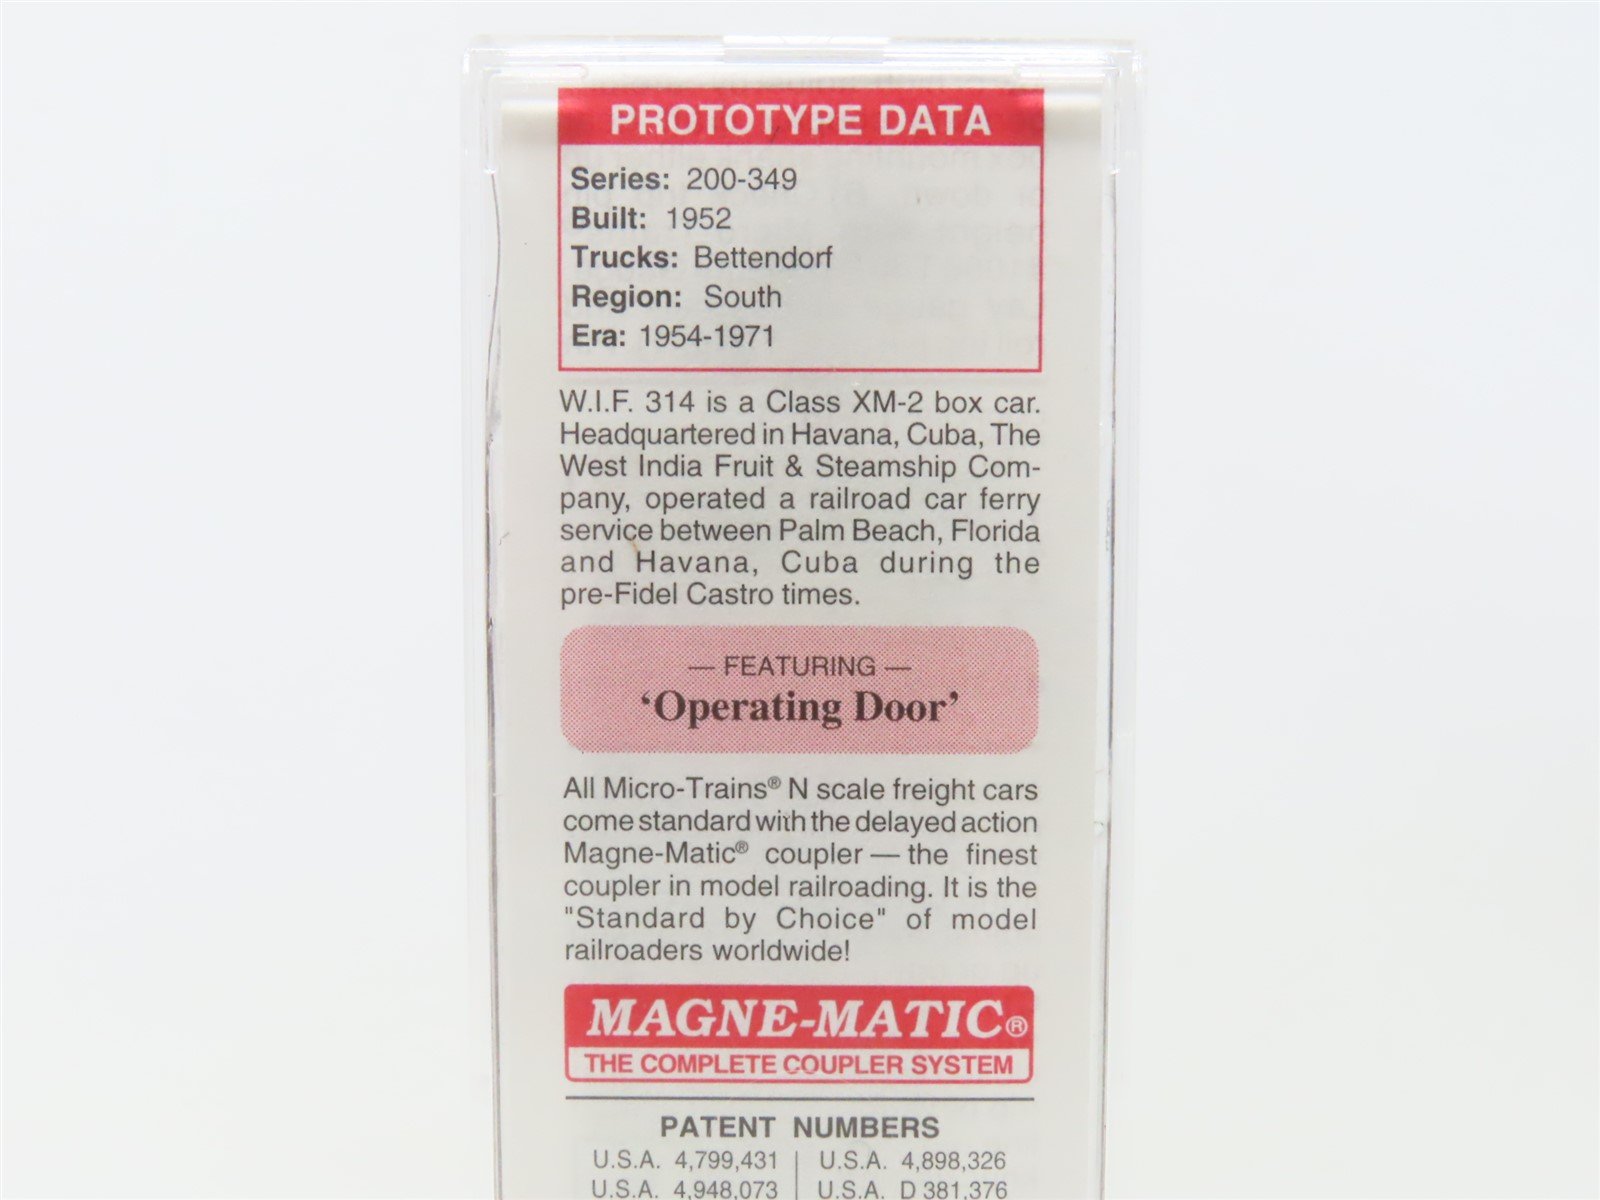 PROTOTYPE DATA
Series: 200-349
Built: 1952
Trucks: Bettendorf
Region: South
Era: 1954-1971
W.I.F. 314 is a Class XM-2 box car.
Headquartered in Havana, Cuba, The
West India Fruit & Steamship Com-
pany, operated a railroad car ferry
service between Palm Beach, Florida
and Havana, Cuba during the
pre-Fidel Castro times.
— FEATURING —
‘Operating Door’
All Micro-Trains® N scale freight cars
come standard with the delayed action
Magne-Matic® coupler — the finest
coupler in model railroading. It is the
"Standard by Choice" of model
railroaders worldwide!
MAGNE-MATIC®
THE COMPLETE COUPLER SYSTEM
PATENT NUMBERS
U.S.A. 4,799,431 | U.S.A. 4,898,326
U.S.A. 4,948,073 | U.S.A. D 381,376